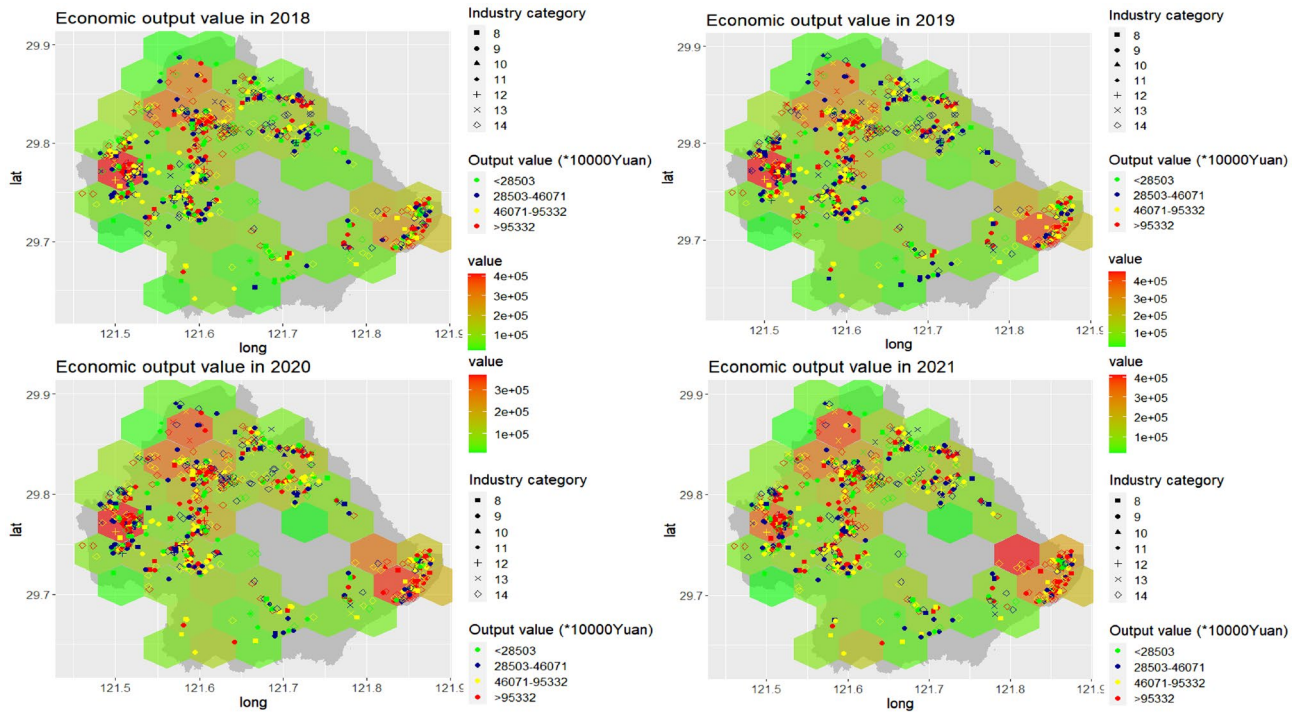 Economic output value in 2018
lat
29.9
29.8
29.7
121.5
121.6
121.7
121.8
121.9
long
Industry category
8
9
10
11
12
13
14
Output value (*10000Yuan)
<28503
28503-46071
46071-95332
>95332
value
4e+05
3e+05
2e+05
1e+05
Economic output value in 2019
lat
29.9
29.8
29.7
121.5
121.6
121.7
121.8
121.9
long
Industry category
8
9
10
11
12
13
14
Output value (*10000Yuan)
<28503
28503-46071
46071-95332
>95332
value
4e+05
3e+05
2e+05
1e+05
Economic output value in 2020
lat
29.9
29.8
29.7
121.5
121.6
121.7
121.8
121.9
long
value
3e+05
2e+05
1e+05
Industry category
8
9
10
11
12
13
14
Output value (*10000Yuan)
<28503
28503-46071
46071-95332
>95332
Economic output value in 2021
lat
29.9
29.8
29.7
121.5
121.6
121.7
121.8
121.9
long
value
4e+05
3e+05
2e+05
1e+05
Industry category
8
9
10
11
12
13
14
Output value (*10000Yuan)
<28503
28503-46071
46071-95332
>95332